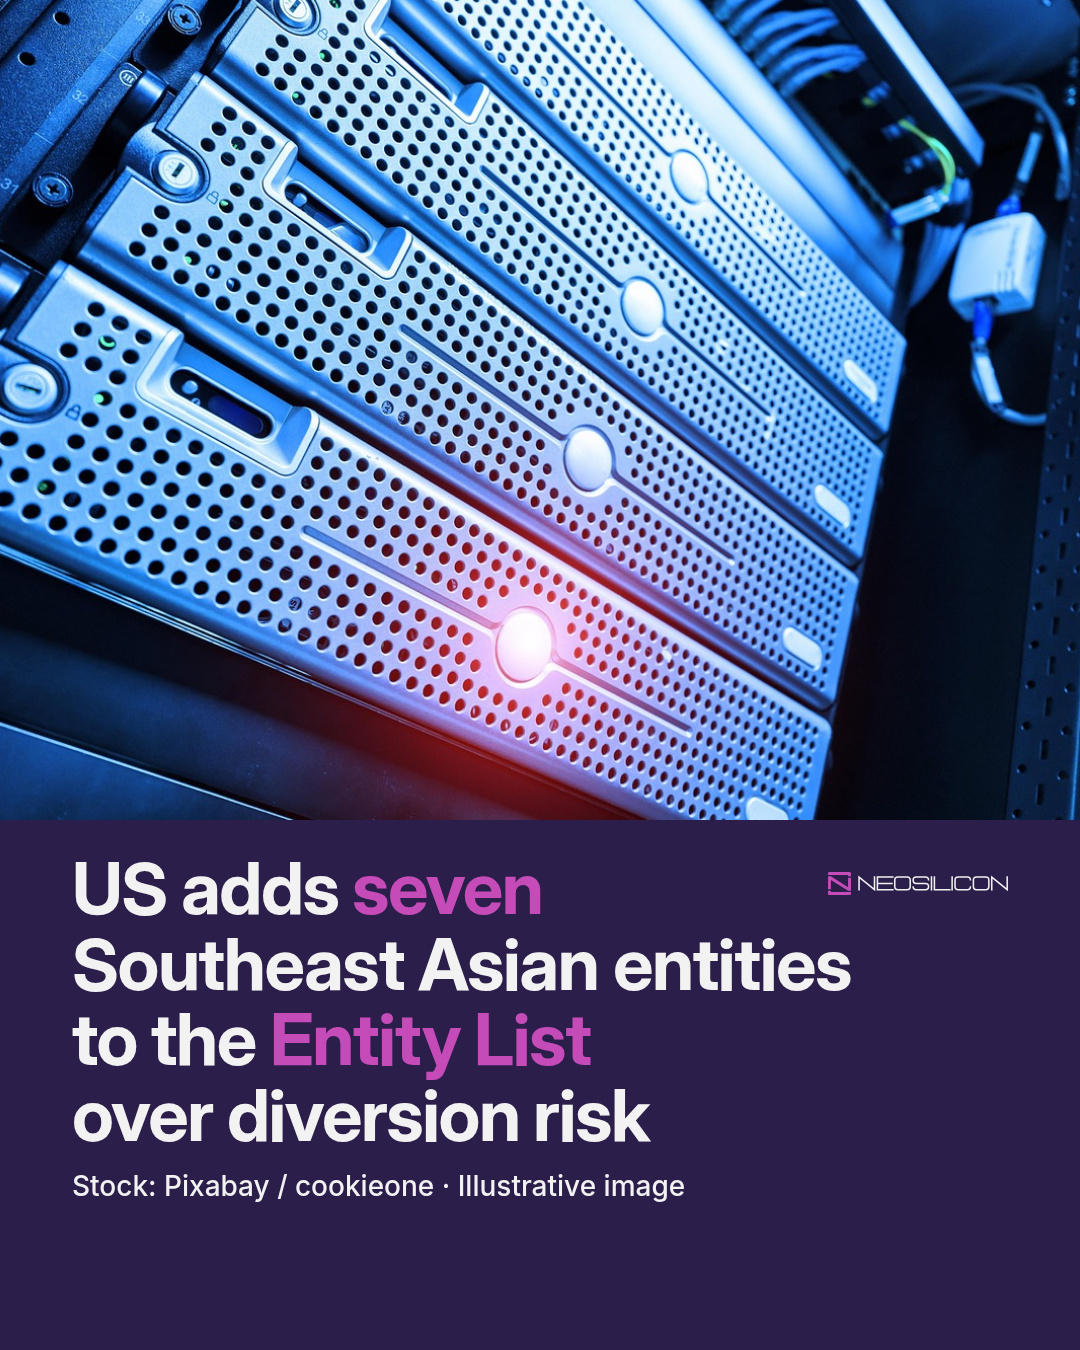 US adds seven
NEOSILICON
Southeast Asian entities
to the Entity List
over diversion risk
Stock: Pixabay / cookieone · Illustrative image